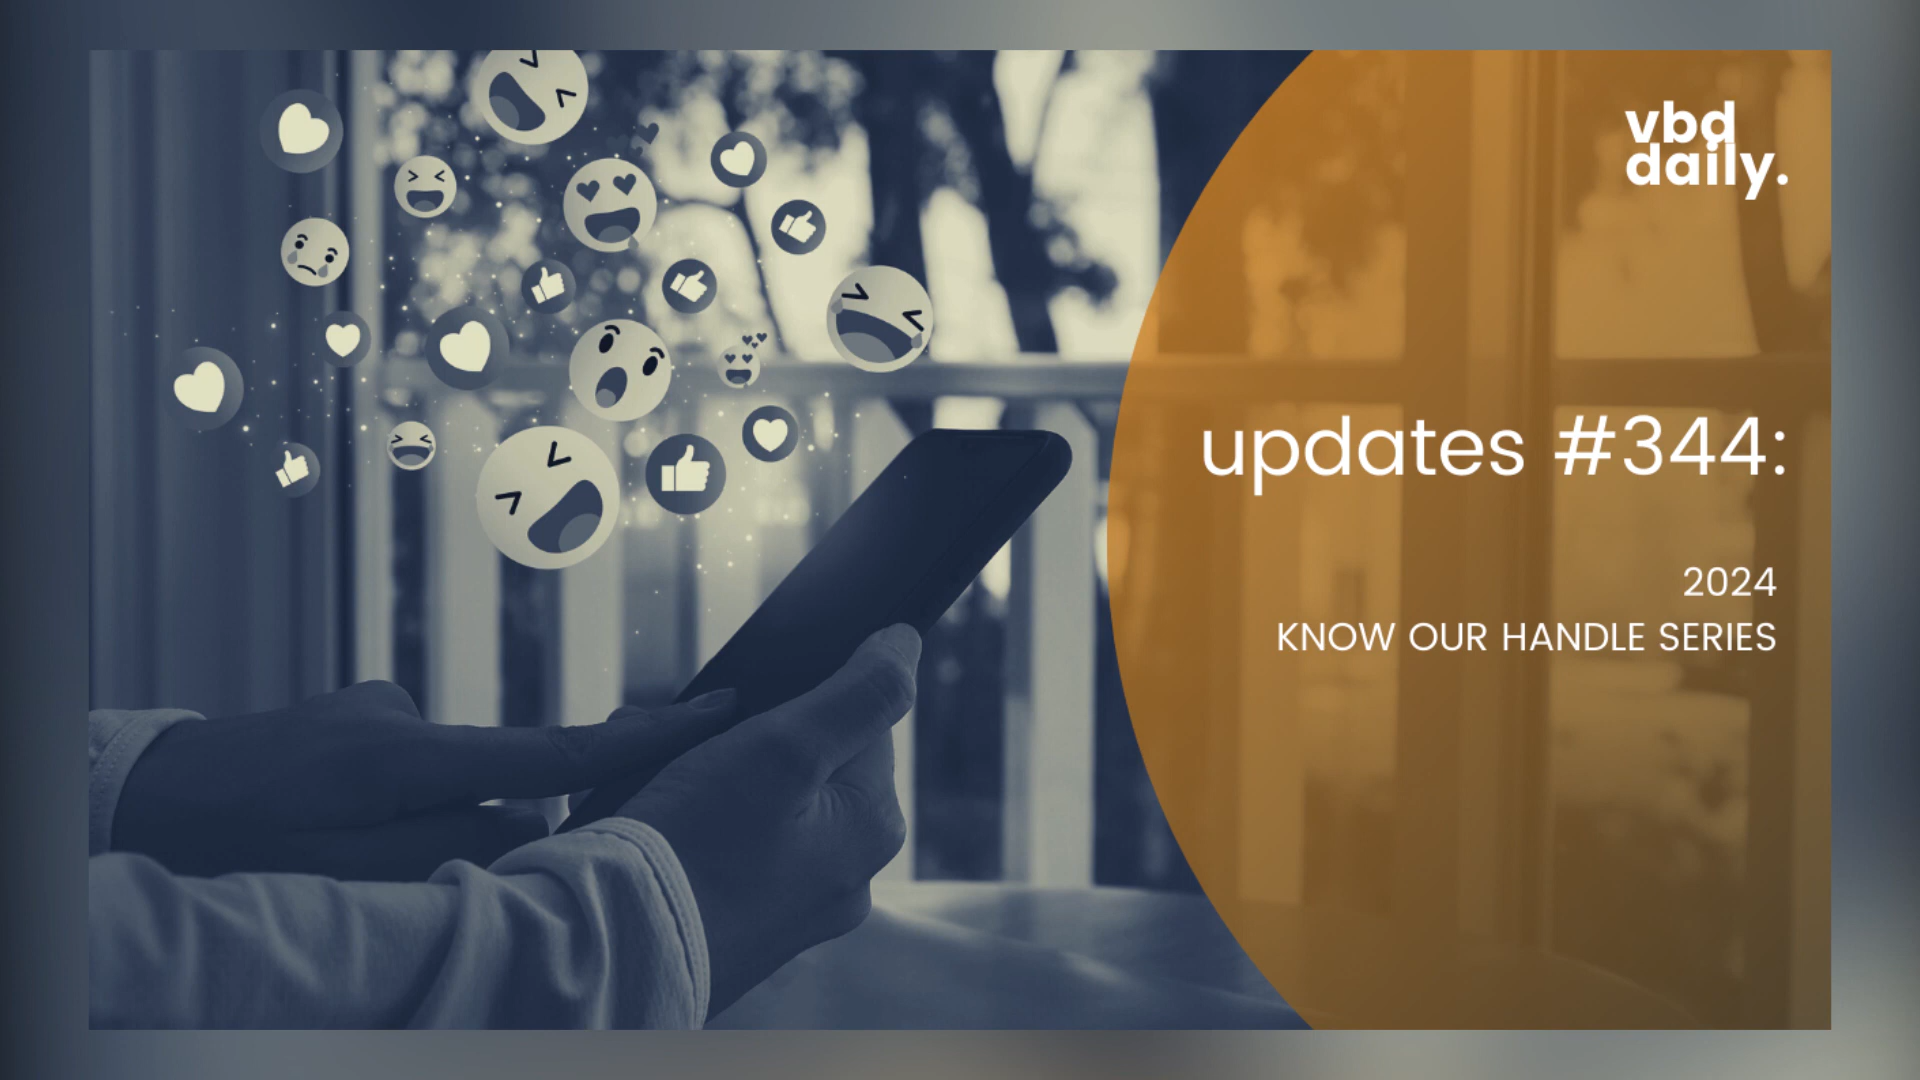 vbd
daily.
updates #344:
2024
KNOW OUR HANDLE SERIES